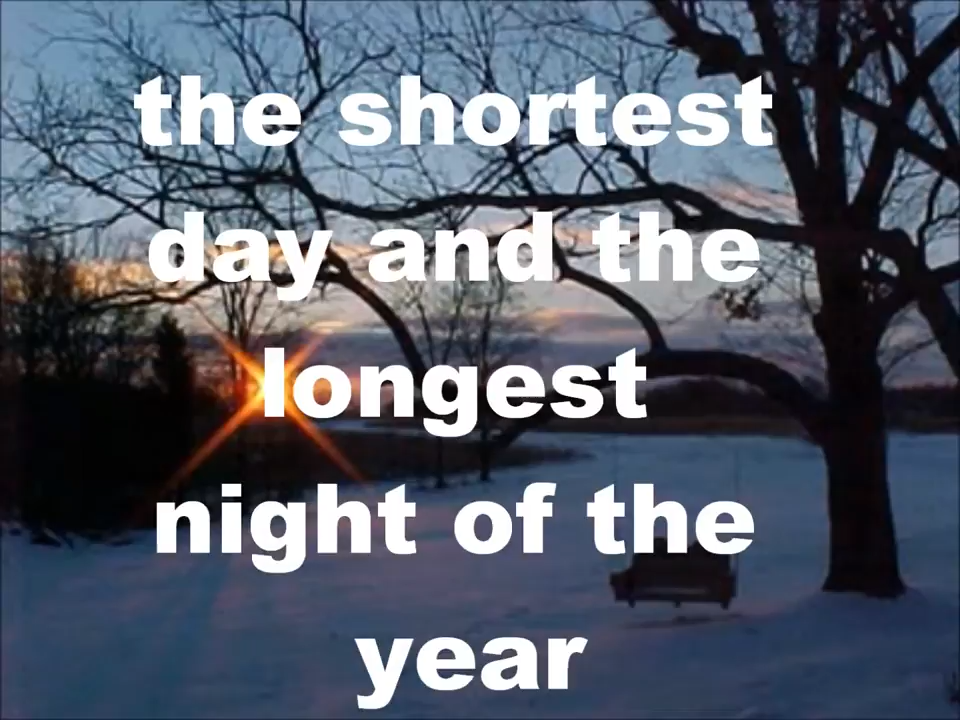 the shortest
day and the
longest
night of the
year